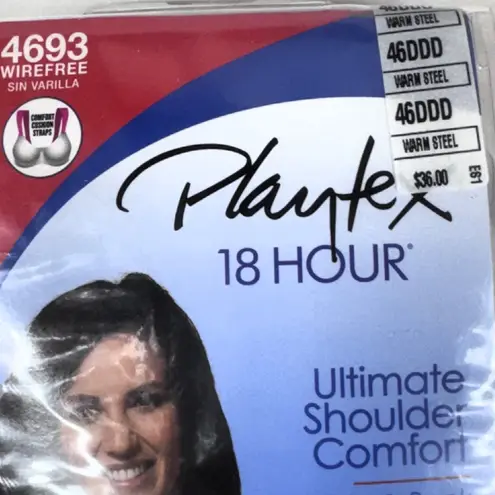 4693
WIREFREE
SIN VARILLA
COMFORT
CUSHION
STRAPS
WARM STEEL
46DDD
WARM STEEL
46DDD
WARM STEEL
$36.00
ES1
Playtex
18 HOUR®
Ultimate
Shoulder
Comfort